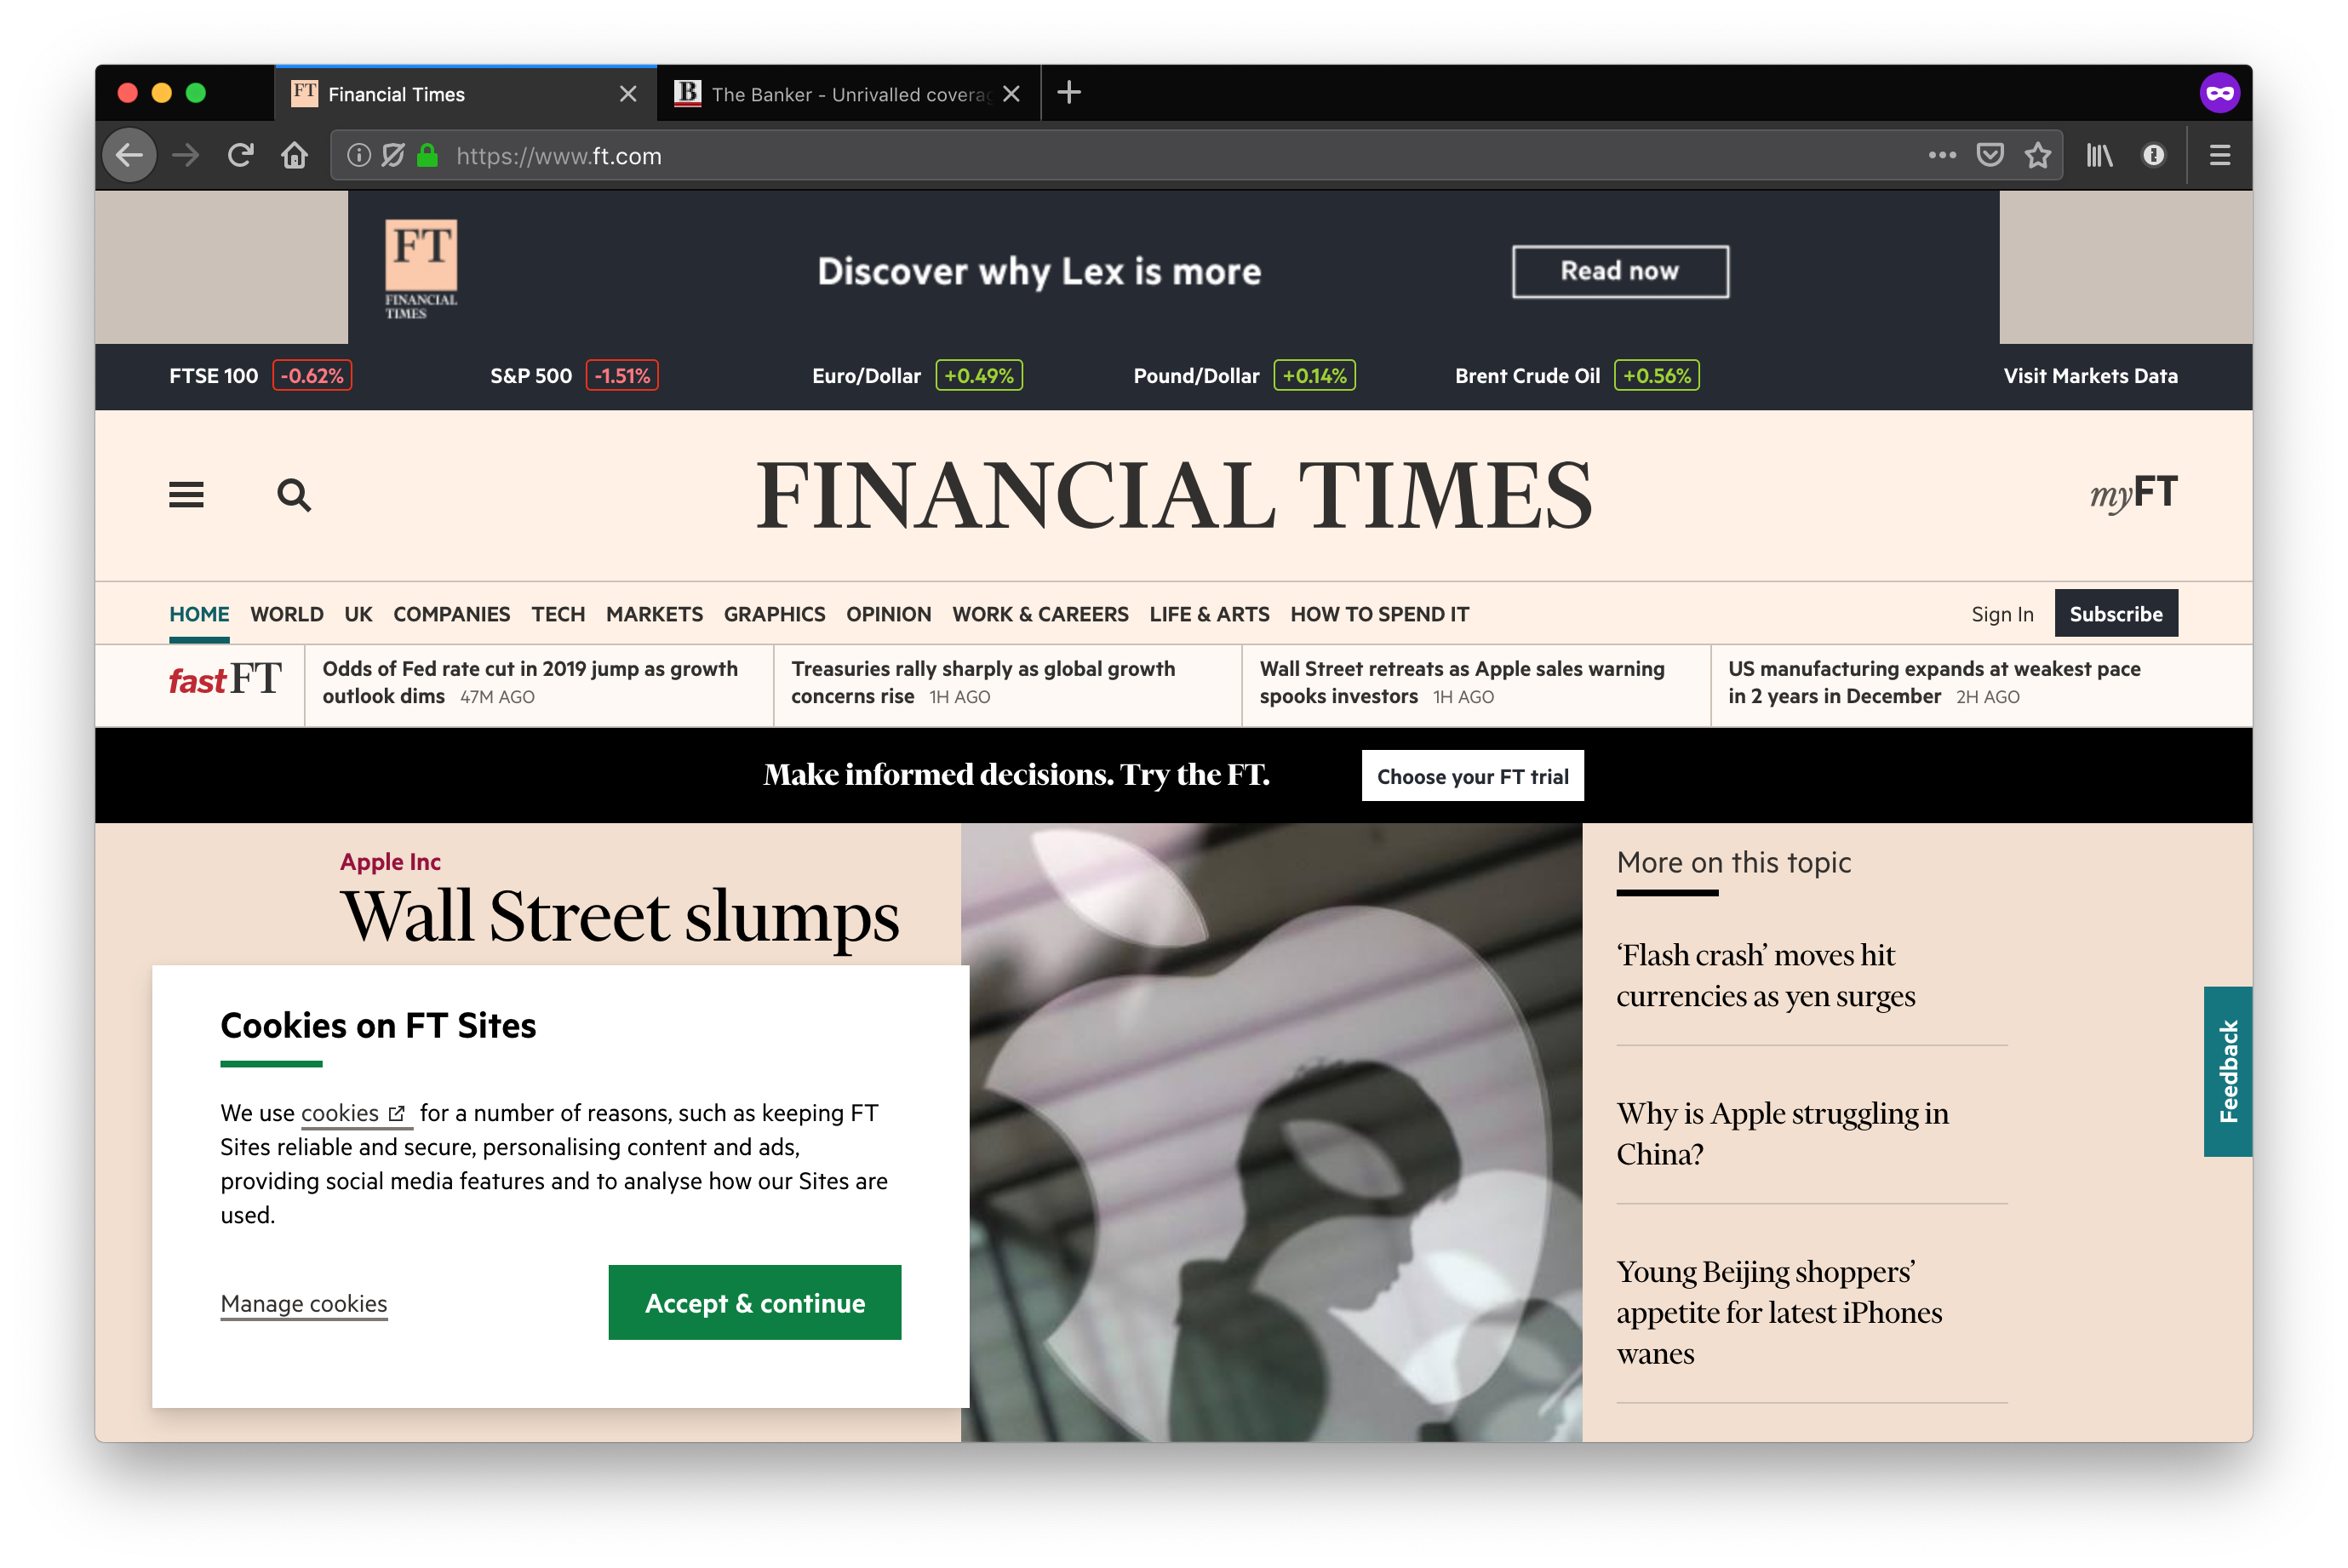 FT
Financial Times
B
The Banker - Unrivalled covera
https://www.ft.com
FT
FINANCIAL
TIMES
Discover why Lex is more
Read now
FTSE 100 -0.62%
S&P 500 -1.51%
Euro/Dollar +0.49%
Pound/Dollar +0.14%
Brent Crude Oil +0.56%
Visit Markets Data
FINANCIAL TIMES
myFT
HOME WORLD UK COMPANIES TECH MARKETS GRAPHICS OPINION WORK & CAREERS LIFE & ARTS HOW TO SPEND IT
Sign In
Subscribe
fastFT
Odds of Fed rate cut in 2019 jump as growth
outlook dims 47M AGO
Treasuries rally sharply as global growth
concerns rise 1H AGO
Wall Street retreats as Apple sales warning
spooks investors 1H AGO
US manufacturing expands at weakest pace
in 2 years in December 2H AGO
Make informed decisions. Try the FT.
Choose your FT trial
Apple Inc
Wall Street slumps
Cookies on FT Sites
We use cookies for a number of reasons, such as keeping FT
Sites reliable and secure, personalising content and ads,
providing social media features and to analyse how our Sites are
used.
Manage cookies
Accept & continue
More on this topic
‘Flash crash’ moves hit
currencies as yen surges
Why is Apple struggling in
China?
Young Beijing shoppers’
appetite for latest iPhones
wanes
Feedback